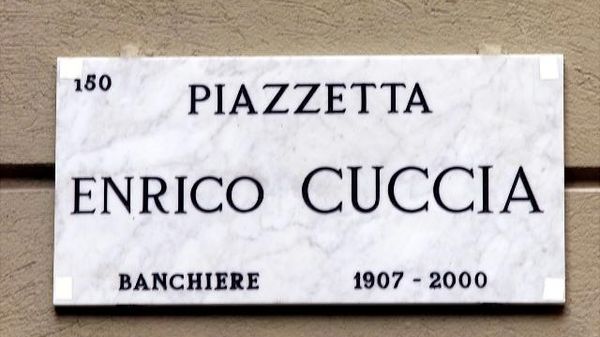 150
PIAZZETTA
ENRICO CUCCIA
BANCHIERE 1907 - 2000